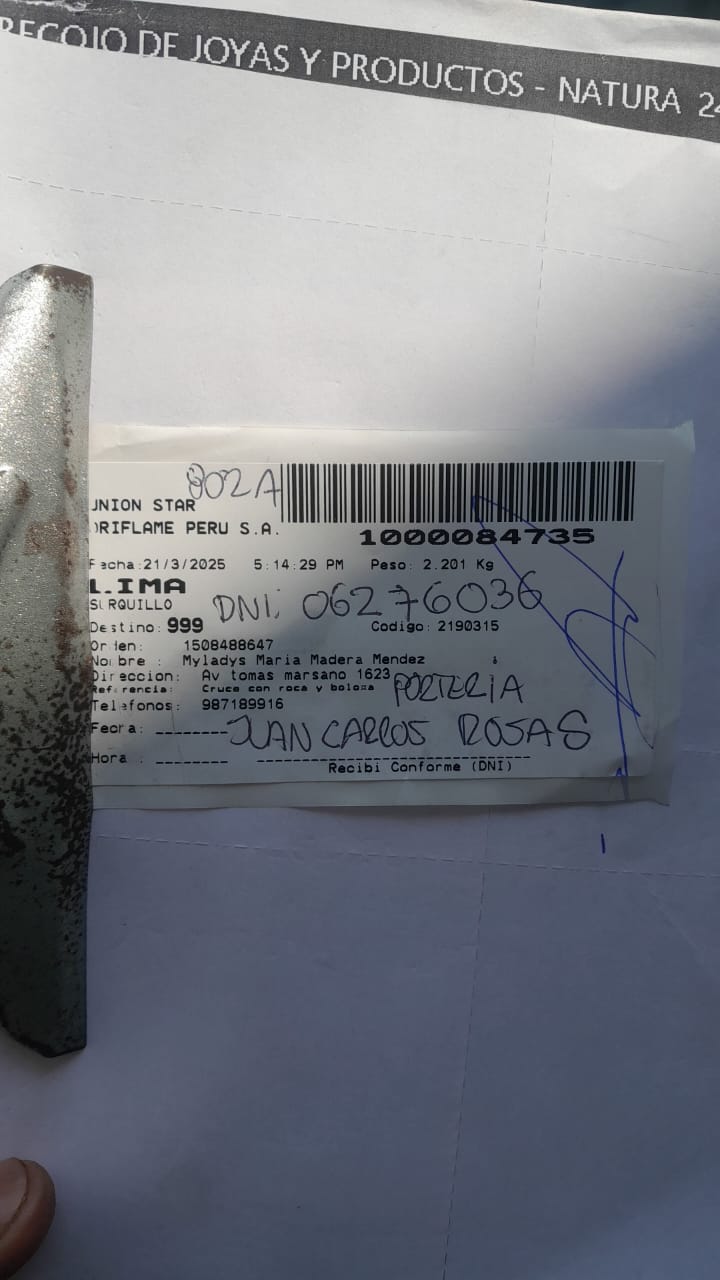 RECOJO DE JOYAS Y PRODUCTOS - NATURA 24
802A
UNION STAR
ORIFLAME PERU S.A.
1000084735
Fecha:21/3/2025 5:14:29 PM Peso: 2.201 Kg
LIMA
SURQUILLO
DNI: 06276036
Destino: 999 Codigo: 2190315
Orden: 1508488647
Nombre : Myladys Maria Madera Mendez
Direccion: Av tomas marsano 1623
Referencia: Cruce con roca y bolona
PORTERIA
Telefonos: 987189916
Fecha: ________
JUAN CARLOS ROSAS
Hora : ________
Recibi Conforme (DNI)